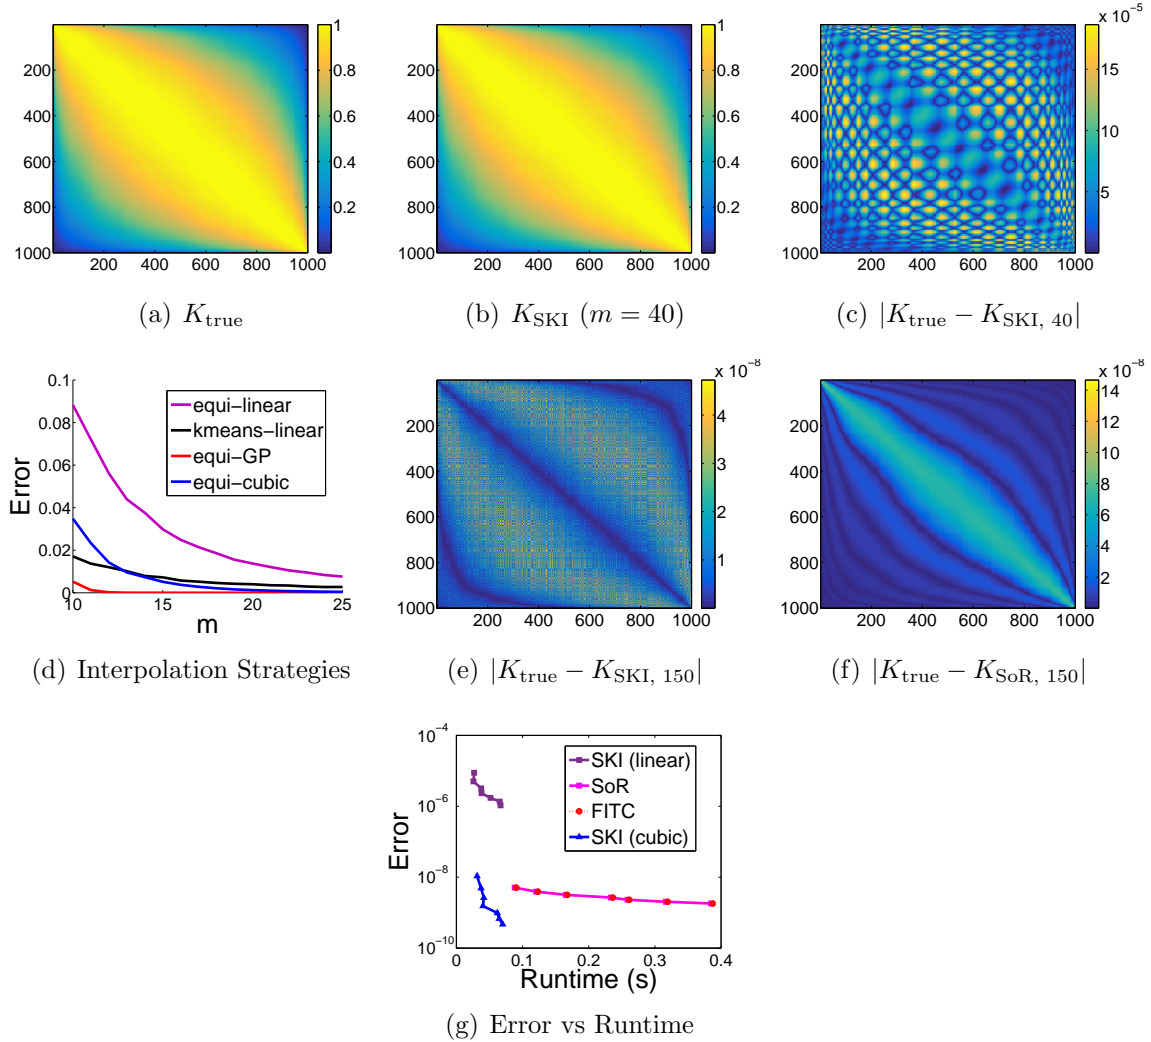 1
0.8
0.6
0.4
0.2
200
400
600
800
1000
200 400 600 800 1000
(a) K_true
1
0.8
0.6
0.4
0.2
200
400
600
800
1000
200 400 600 800 1000
(b) K_SKI (m = 40)
x 10^-5
15
10
5
200
400
600
800
1000
200 400 600 800 1000
(c) |K_true − K_SKI, 40|
0.1
0.08
0.06
0.04
0.02
0
10 15 20 25
Error
m
equi−linear
kmeans−linear
equi−GP
equi−cubic
(d) Interpolation Strategies
x 10^-8
4
3
2
1
200
400
600
800
1000
200 400 600 800 1000
(e) |K_true − K_SKI, 150|
x 10^-8
14
12
10
8
6
4
2
200
400
600
800
1000
200 400 600 800 1000
(f) |K_true − K_SoR, 150|
10^-4
10^-6
10^-8
10^-10
0 0.1 0.2 0.3 0.4
Error
Runtime (s)
SKI (linear)
SoR
FITC
SKI (cubic)
(g) Error vs Runtime